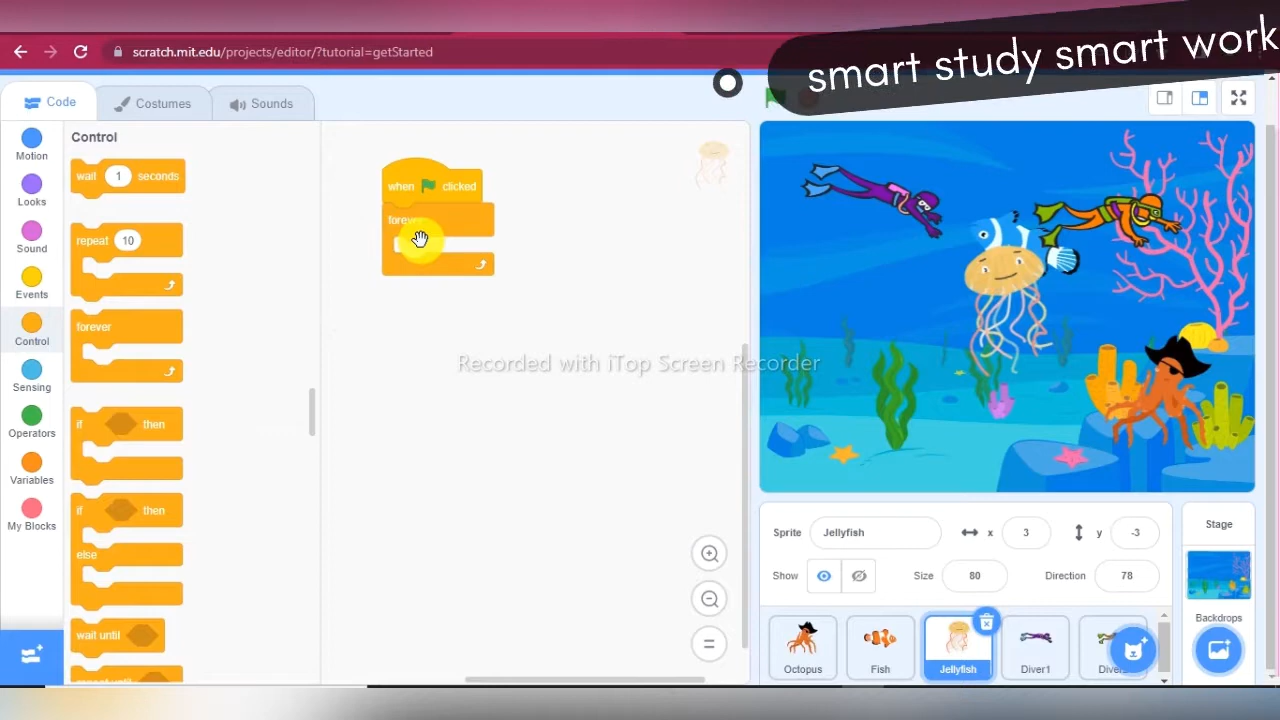 smart study smart work
scratch.mit.edu/projects/editor/?tutorial=getStarted
Code
Costumes
Sounds
Motion
Looks
Sound
Events
Control
Sensing
Operators
Variables
My Blocks
Control
wait 1 seconds
repeat 10
forever
if then
if then
else
wait until
repeat until
when clicked
forever
Recorded with iTop Screen Recorder
Sprite Jellyfish x 3 y -3
Show Size 80 Direction 78
Octopus
Fish
Jellyfish
Diver1
Stage
Backdrops